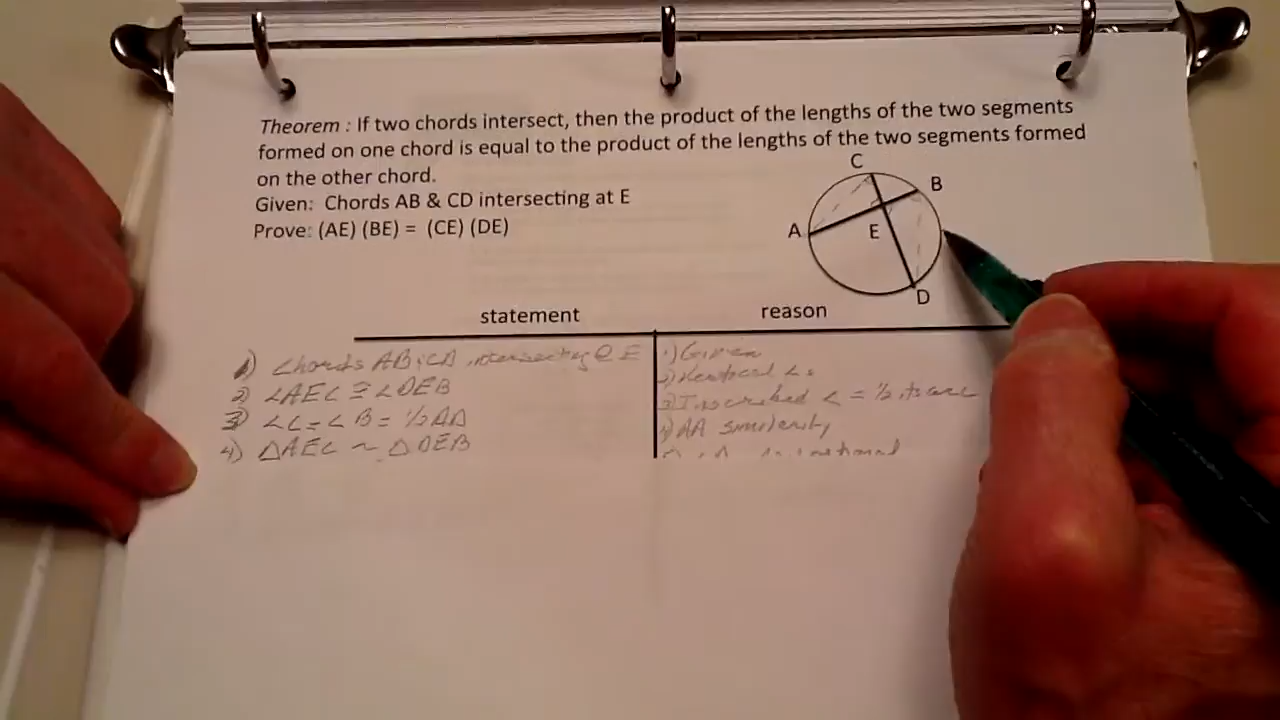 Theorem : If two chords intersect, then the product of the lengths of the two segments
formed on one chord is equal to the product of the lengths of the two segments formed
on the other chord.
Given: Chords AB & CD intersecting at E
Prove: (AE) (BE) = (CE) (DE)
C
B
A
E
D
statement
reason
1) Chords AB & CD intersecting @ E
1) Given
2) ∠AEC ≅ ∠DEB
2) Vertical ∠s
3) ∠C = ∠B = ½ AD
3) Inscribed ∠ = ½ its arc
4) △AEC ~ △DEB
4) AA similarity